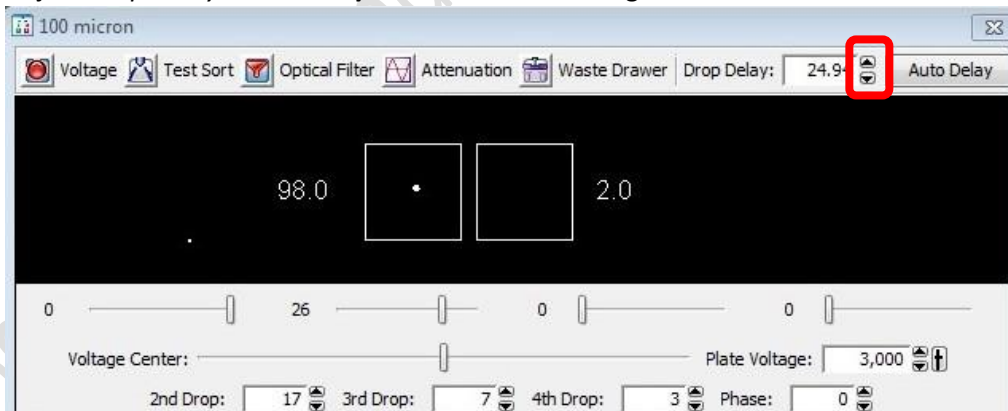 100 micron
Voltage Test Sort Optical Filter Attenuation Waste Drawer Drop Delay: 24.94 Auto Delay
98.0 2.0
0 26 0 0
Voltage Center: Plate Voltage: 3,000
2nd Drop: 17 3rd Drop: 7 4th Drop: 3 Phase: 0